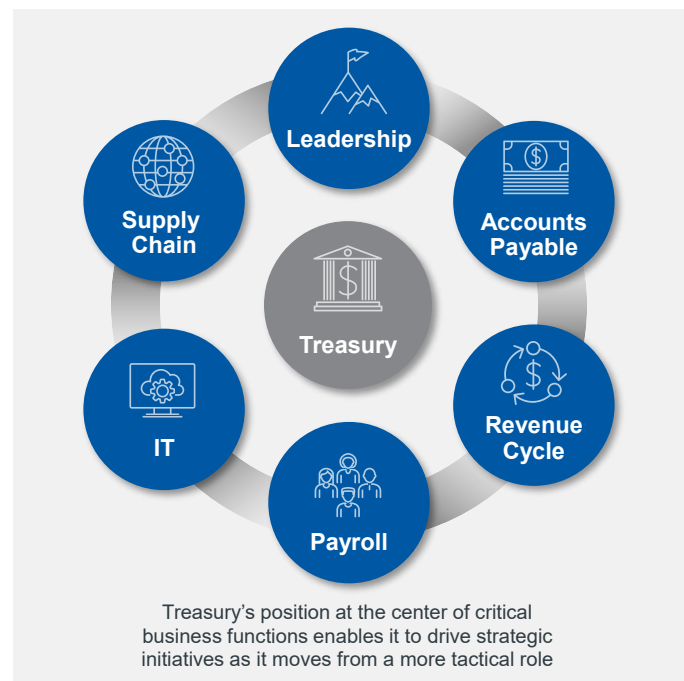 Leadership
Accounts
Payable
Revenue
Cycle
Payroll
IT
Supply
Chain
Treasury
Treasury’s position at the center of critical
business functions enables it to drive strategic
initiatives as it moves from a more tactical role